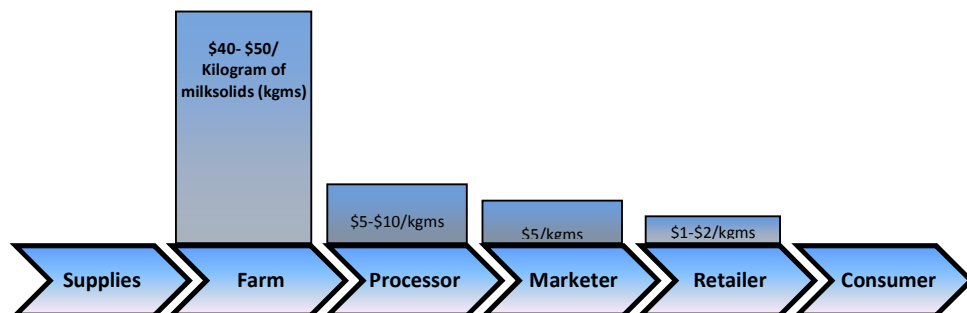 $40- $50/
Kilogram of
milksolids (kgms)
$5-$10/kgms
$5/kgms
$1-$2/kgms
Supplies
Farm
Processor
Marketer
Retailer
Consumer